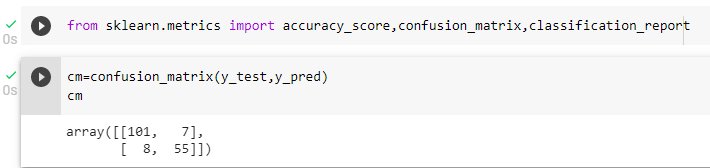 from sklearn.metrics import accuracy_score,confusion_matrix,classification_report
0s
cm=confusion_matrix(y_test,y_pred)
0s
cm
array([[101,   7],
       [  8,  55]])